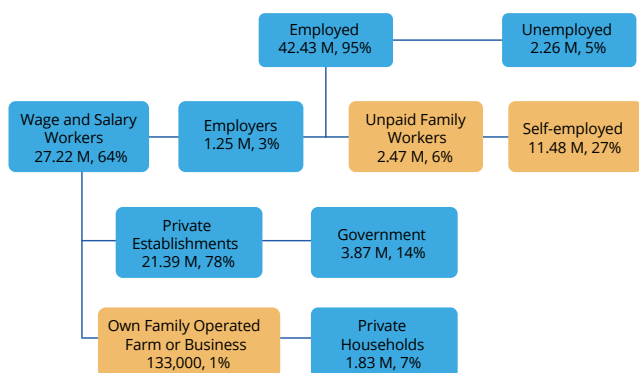 Employed
42.43 M, 95%
Unemployed
2.26 M, 5%
Wage and Salary
Workers
27.22 M, 64%
Employers
1.25 M, 3%
Unpaid Family
Workers
2.47 M, 6%
Self-employed
11.48 M, 27%
Private
Establishments
21.39 M, 78%
Government
3.87 M, 14%
Own Family Operated
Farm or Business
133,000, 1%
Private
Households
1.83 M, 7%